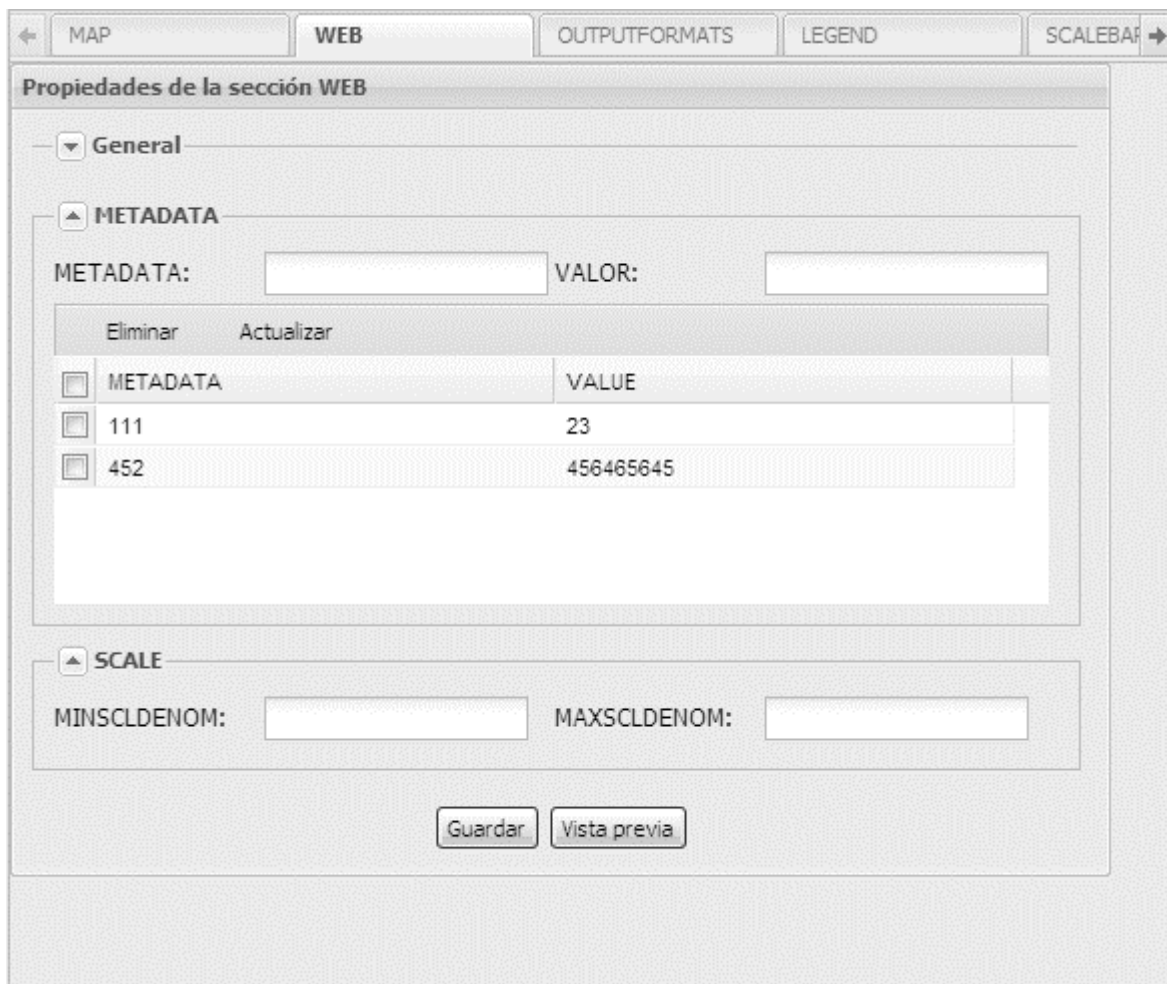 MAP WEB OUTPUTFORMATS LEGEND SCALEBAR
Propiedades de la sección WEB
General
METADATA
METADATA: VALOR:
Eliminar Actualizar
METADATA VALUE
111 23
452 456465645
SCALE
MINSCLDENOM: MAXSCLDENOM:
Guardar Vista previa